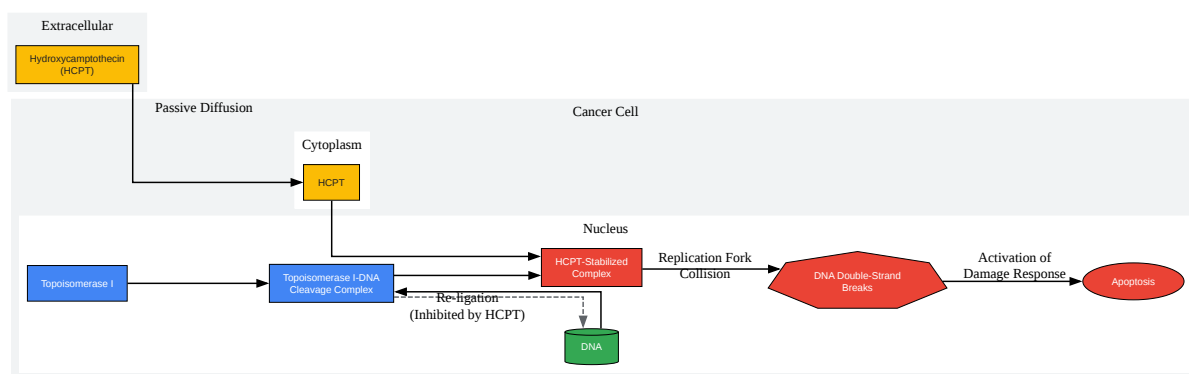 Extracellular
Hydroxycamptothecin
(HCPT)
Passive Diffusion
Cancer Cell
Cytoplasm
HCPT
Nucleus
Topoisomerase I
Topoisomerase I-DNA
Cleavage Complex
HCPT-Stabilized
Complex
Replication Fork
Collision
DNA Double-Strand
Breaks
Activation of
Damage Response
Apoptosis
Re-ligation
(Inhibited by HCPT)
DNA